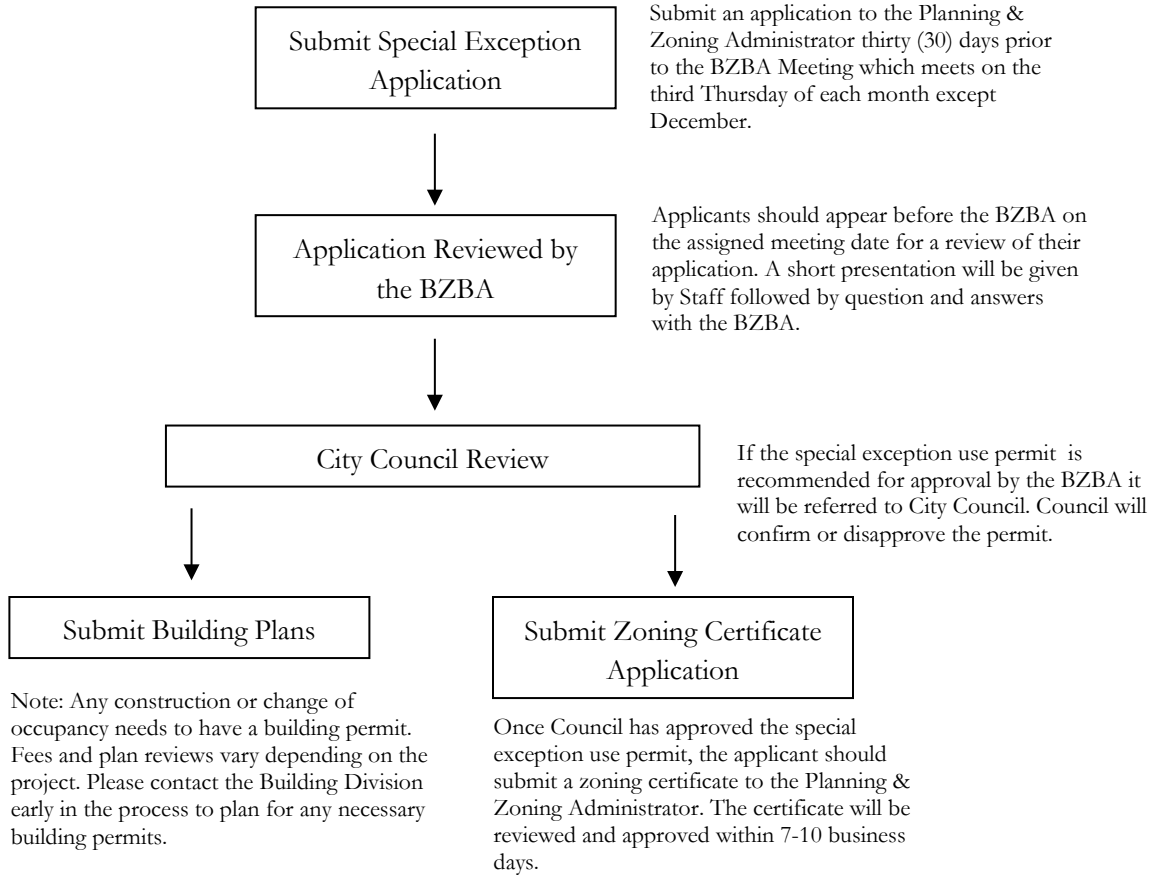 Submit Special Exception
Application
Submit an application to the Planning &
Zoning Administrator thirty (30) days prior
to the BZBA Meeting which meets on the
third Thursday of each month except
December.
Application Reviewed by
the BZBA
Applicants should appear before the BZBA on
the assigned meeting date for a review of their
application. A short presentation will be given
by Staff followed by question and answers
with the BZBA.
City Council Review
If the special exception use permit is
recommended for approval by the BZBA it
will be referred to City Council. Council will
confirm or disapprove the permit.
Submit Building Plans
Note: Any construction or change of
occupancy needs to have a building permit.
Fees and plan reviews vary depending on the
project. Please contact the Building Division
early in the process to plan for any necessary
building permits.
Submit Zoning Certificate
Application
Once Council has approved the special
exception use permit, the applicant should
submit a zoning certificate to the Planning &
Zoning Administrator. The certificate will be
reviewed and approved within 7-10 business
days.